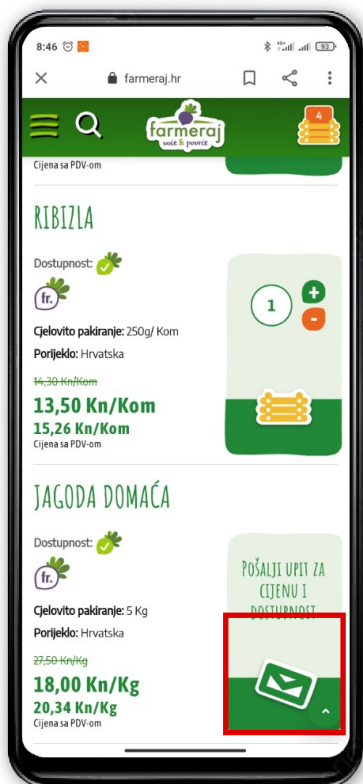 8:46
4G+
93
farmeraj.hr
farmeraj
voće & povrće
4
Cijena sa PDV-om
RIBIZLA
Dostupnost:
fr.
Cjelovito pakiranje: 250g/ Kom
Porijeklo: Hrvatska
14,30 Kn/Kom
13,50 Kn/Kom
15,26 Kn/Kom
Cijena sa PDV-om
1
+
-
JAGODA DOMAĆA
Dostupnost:
fr.
Cjelovito pakiranje: 5 Kg
Porijeklo: Hrvatska
27,50 Kn/Kg
18,00 Kn/Kg
20,34 Kn/Kg
Cijena sa PDV-om
POŠALJI UPIT ZA
CIJENU I
DOSTUPNOST